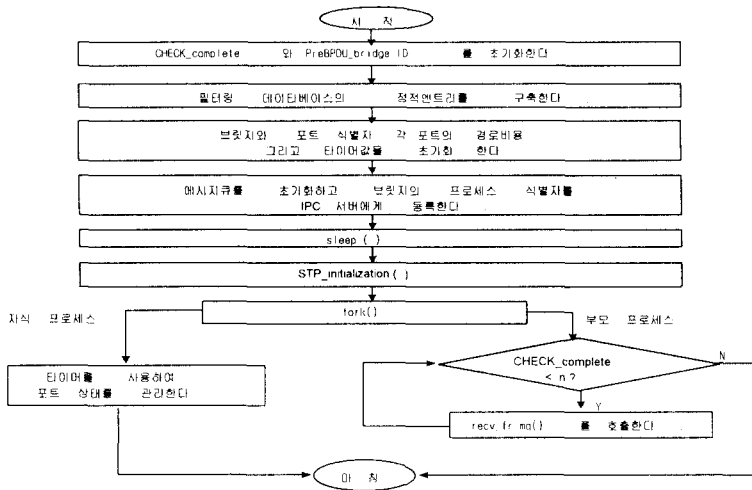 시 작
CHECK_complete 와 PreBPDU_bridge ID 를 초기화한다
필터링 데이터베이스의 정적엔트리를 구축한다
브릿지와 포트 식별자 각 포트의 경로비용
그리고 타이머값을 초기화 한다
메시지큐를 초기화하고 브릿지의 프로세스 식별자를
IPC 서버에게 등록한다
sleep ( )
STP_initialization ( )
fork()
자식 프로세스
부모 프로세스
타이머를 사용하여
포트 상태를 관리한다
CHECK_complete
< n ?
N
Y
recv_fr_mq() 를 호출한다
마 침